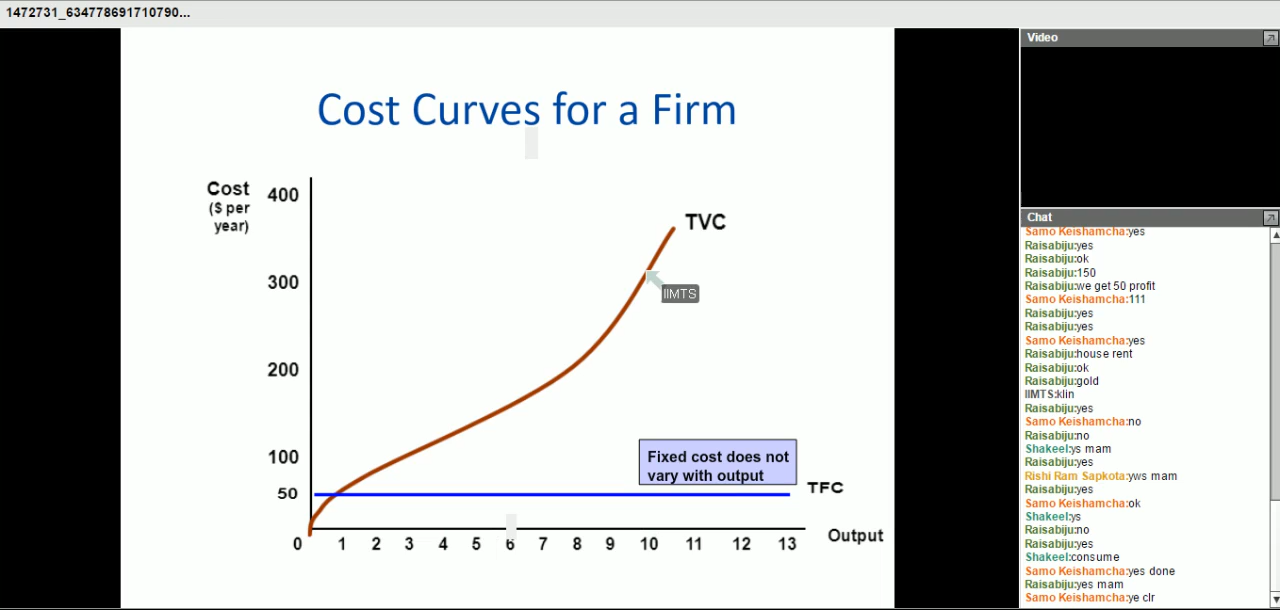 1472731_634778691710790...
Cost Curves for a Firm
Cost
($ per
year)
400
300
200
100
50
0
1 2 3 4 5 6 7 8 9 10 11 12 13
Output
TVC
IIMTS
Fixed cost does not
vary with output
TFC
Video
Chat
Samo Keishamcha:yes
Raisabiju:yes
Raisabiju:ok
Raisabiju:150
Raisabiju:we get 50 profit
Samo Keishamcha:111
Raisabiju:yes
Raisabiju:yes
Samo Keishamcha:yes
Raisabiju:house rent
Raisabiju:ok
Raisabiju:gold
IIMTS:klin
Raisabiju:yes
Samo Keishamcha:no
Raisabiju:no
Shakeel:ys mam
Raisabiju:yes
Rishi Ram Sapkota:yws mam
Raisabiju:yes
Samo Keishamcha:ok
Shakeel:ys
Raisabiju:no
Raisabiju:yes
Shakeel:consume
Samo Keishamcha:yes done
Raisabiju:yes mam
Samo Keishamcha:ye clr